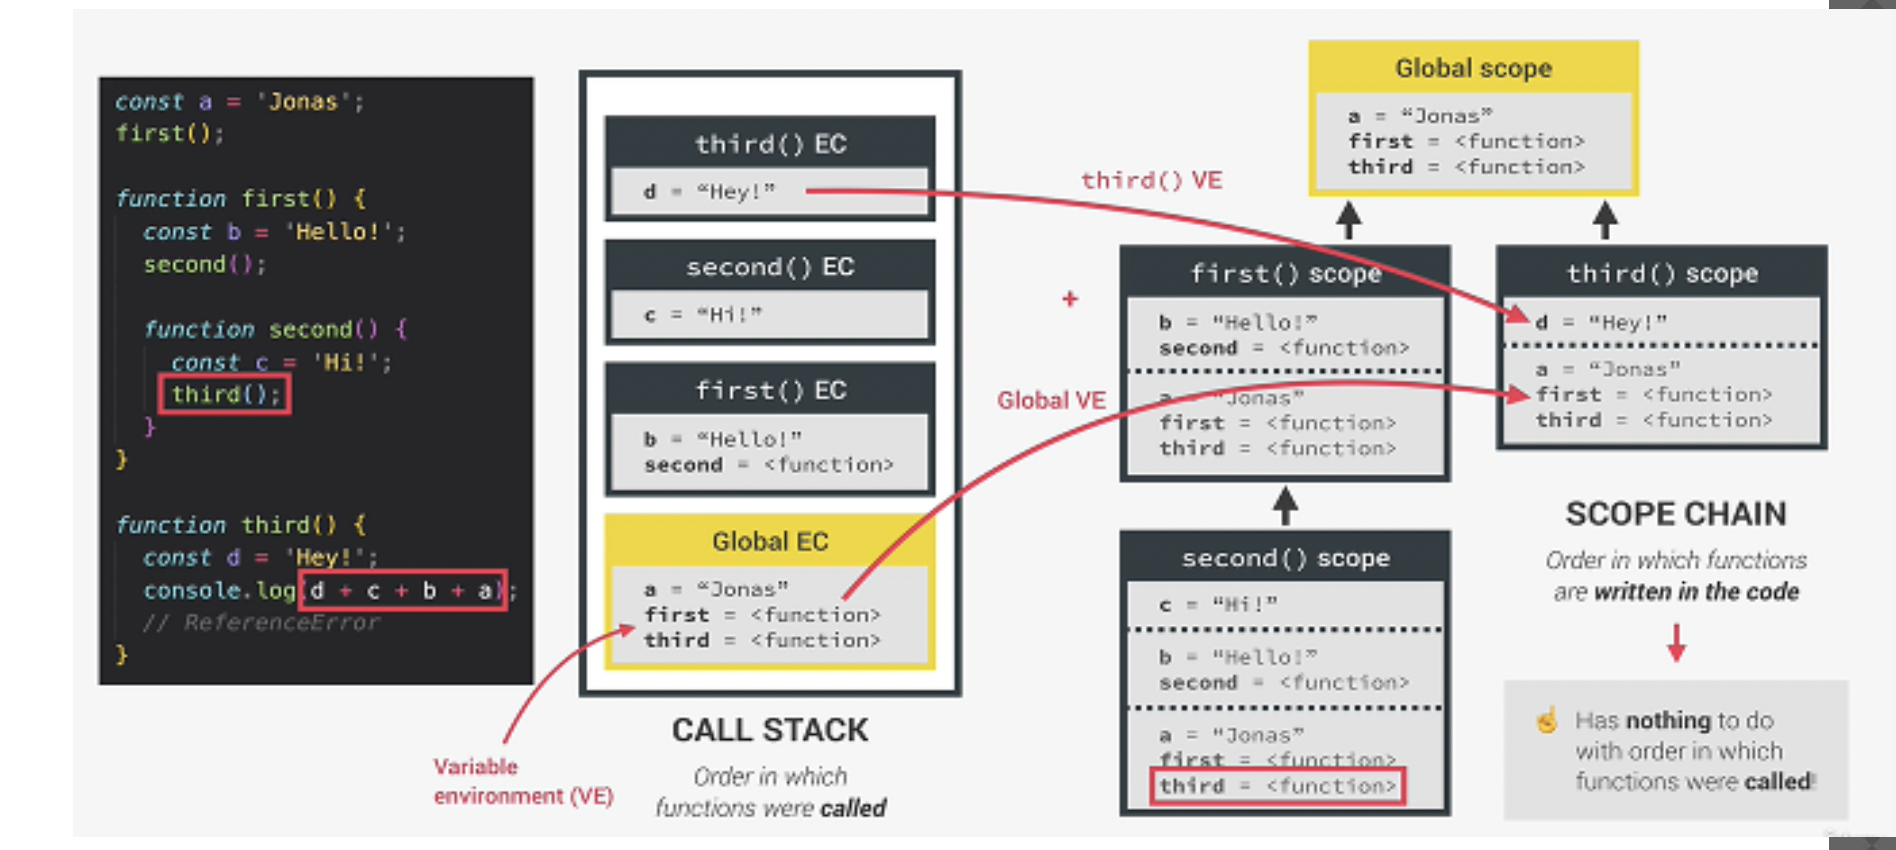 const a = 'Jonas';
first();
function first() {
const b = 'Hello!';
second();
function second() {
const c = 'Hi!';
third();
}
}
function third() {
const d = 'Hey!';
console.log(d + c + b + a);
// ReferenceError
}
third() EC
d = “Hey!”
second() EC
c = “Hi!”
first() EC
b = “Hello!”
second = <function>
Global EC
a = “Jonas”
first = <function>
third = <function>
Variable
environment (VE)
CALL STACK
Order in which
functions were called
third() VE
+
Global VE
Global scope
a = “Jonas”
first = <function>
third = <function>
first() scope
b = “Hello!”
second = <function>
a = “Jonas”
first = <function>
third = <function>
second() scope
c = “Hi!”
b = “Hello!”
second = <function>
a = “Jonas”
first = <function>
third = <function>
third() scope
d = “Hey!”
a = “Jonas”
first = <function>
third = <function>
SCOPE CHAIN
Order in which functions
are written in the code
☝ Has nothing to do
with order in which
functions were called!